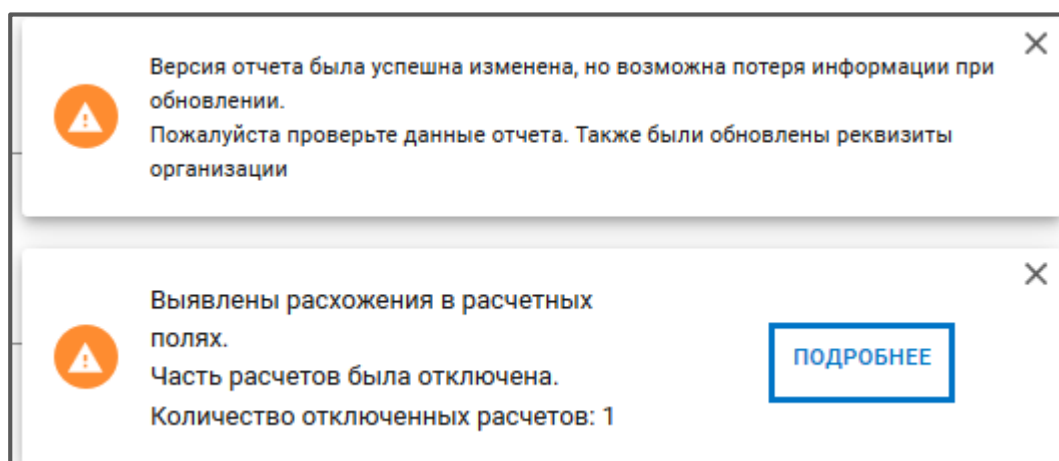 Версия отчета была успешна изменена, но возможна потеря информации при
обновлении.
Пожалуйста проверьте данные отчета. Также были обновлены реквизиты
организации
Выявлены расхожения в расчетных
полях.
Часть расчетов была отключена.
Количество отключенных расчетов: 1
ПОДРОБНЕЕ